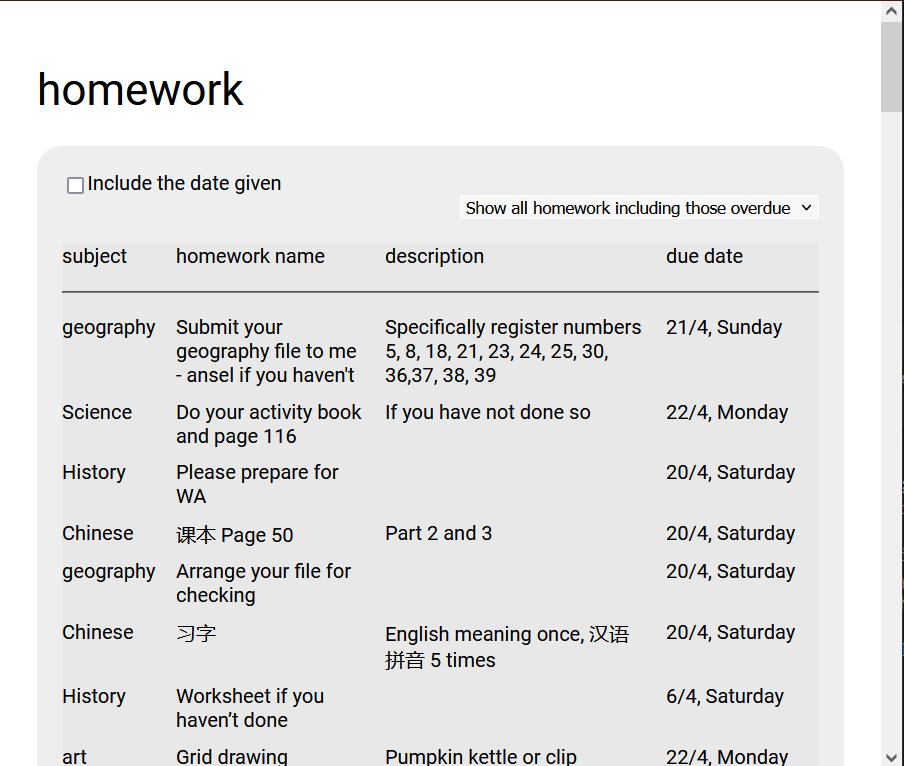 homework
Include the date given
Show all homework including those overdue
subject homework name description due date
geography Submit your Specifically register numbers 21/4, Sunday
geography file to me 5, 8, 18, 21, 23, 24, 25, 30,
- ansel if you haven't 36,37, 38, 39
Science Do your activity book If you have not done so 22/4, Monday
and page 116
History Please prepare for 20/4, Saturday
WA
Chinese 课本 Page 50 Part 2 and 3 20/4, Saturday
geography Arrange your file for 20/4, Saturday
checking
Chinese 习字 English meaning once, 汉语 20/4, Saturday
拼音 5 times
History Worksheet if you 6/4, Saturday
haven’t done
art Grid drawing Pumpkin kettle or clip 22/4, Monday